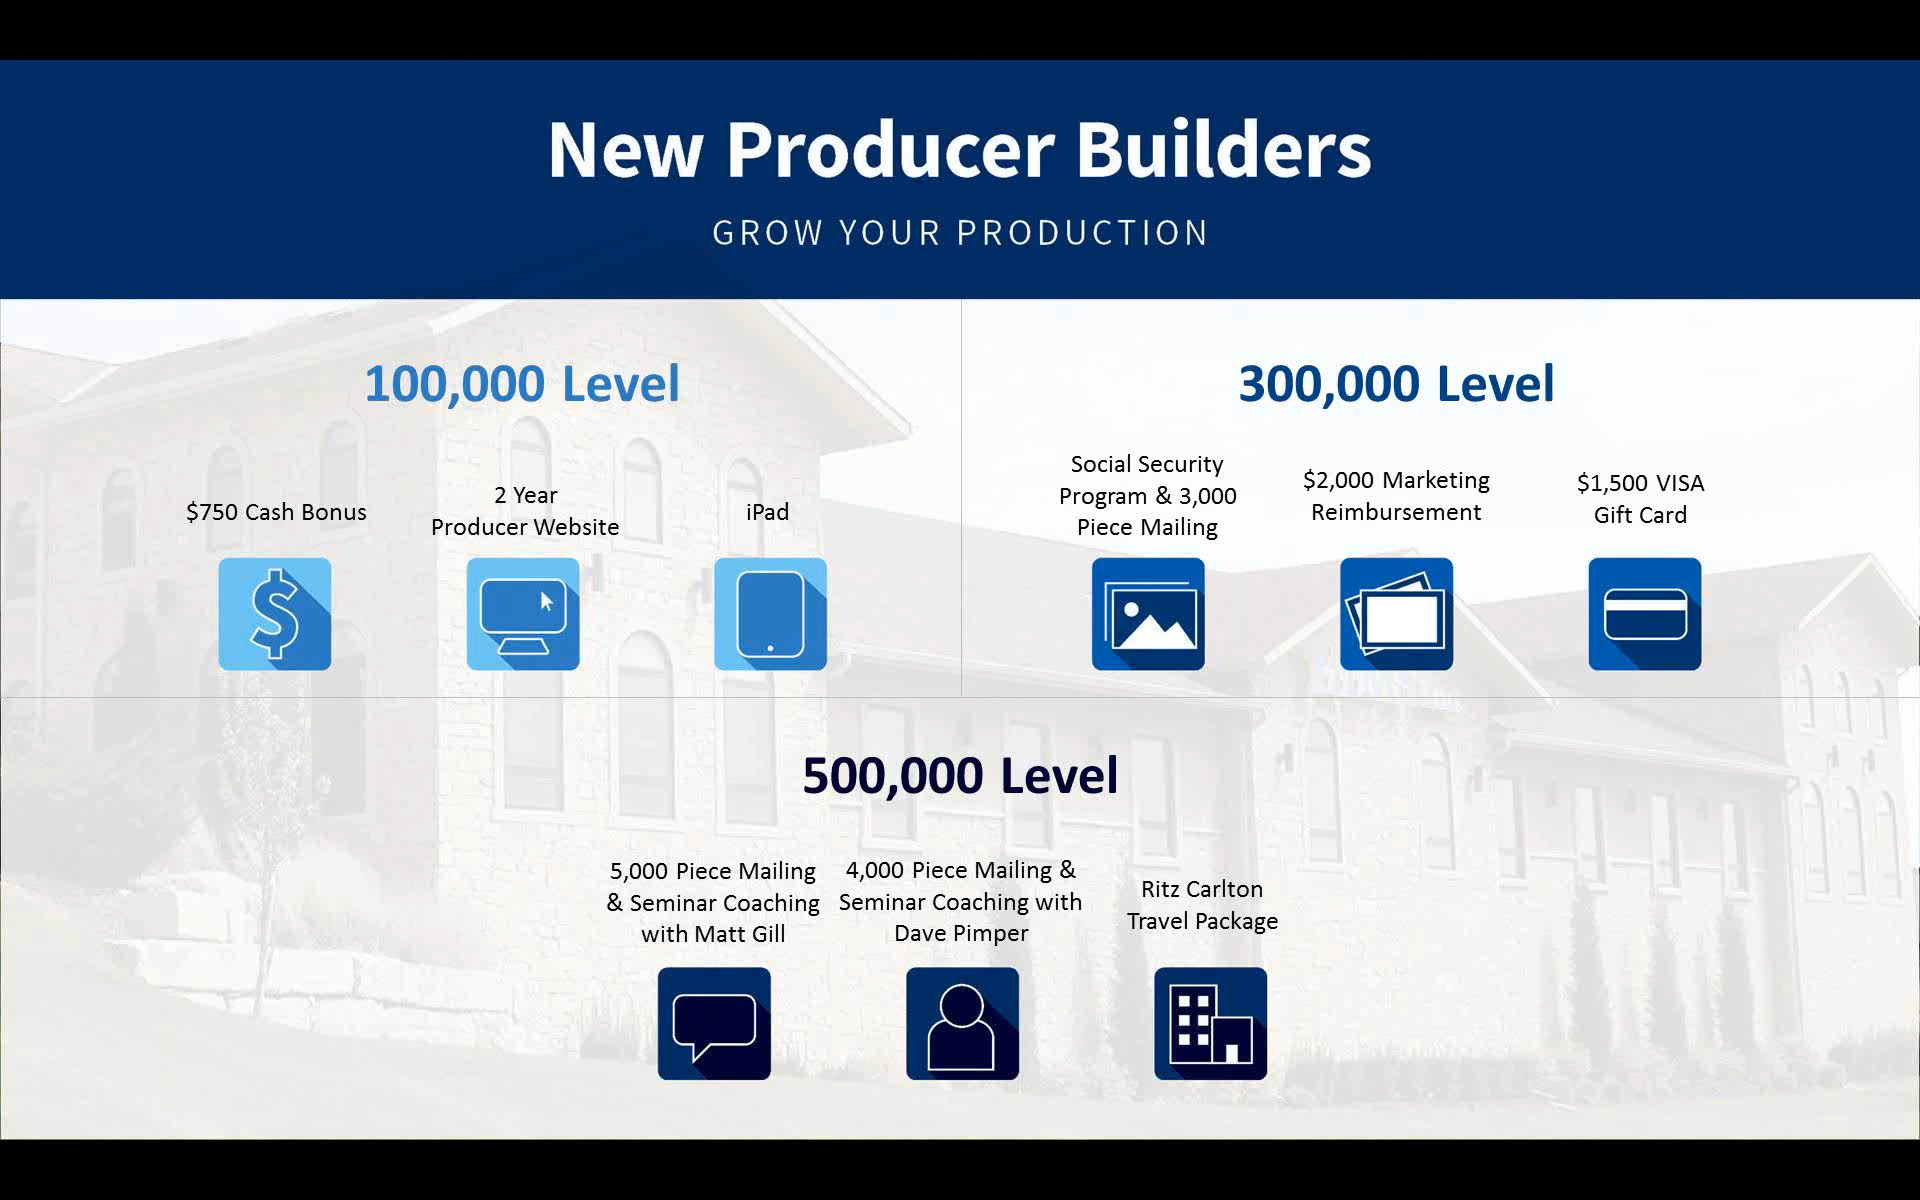 New Producer Builders
GROW YOUR PRODUCTION
100,000 Level
$750 Cash Bonus
2 Year
Producer Website
iPad
300,000 Level
Social Security
Program & 3,000
Piece Mailing
$2,000 Marketing
Reimbursement
$1,500 VISA
Gift Card
500,000 Level
5,000 Piece Mailing
& Seminar Coaching
with Matt Gill
4,000 Piece Mailing &
Seminar Coaching with
Dave Pimper
Ritz Carlton
Travel Package